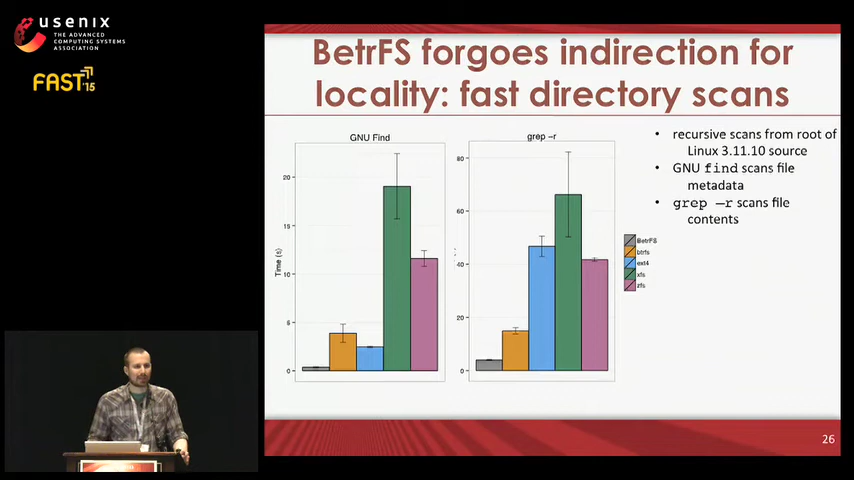 usenix
THE ADVANCED
COMPUTING SYSTEMS
ASSOCIATION
FAST '15
BetrFS forgoes indirection for
locality: fast directory scans
GNU Find
grep –r
Time (s)
20
15
10
5
0
80
60
40
20
0
BetrFS
btrfs
ext4
xfs
zfs
• recursive scans from root of
Linux 3.11.10 source
• GNU find scans file
metadata
• grep –r scans file
contents
26